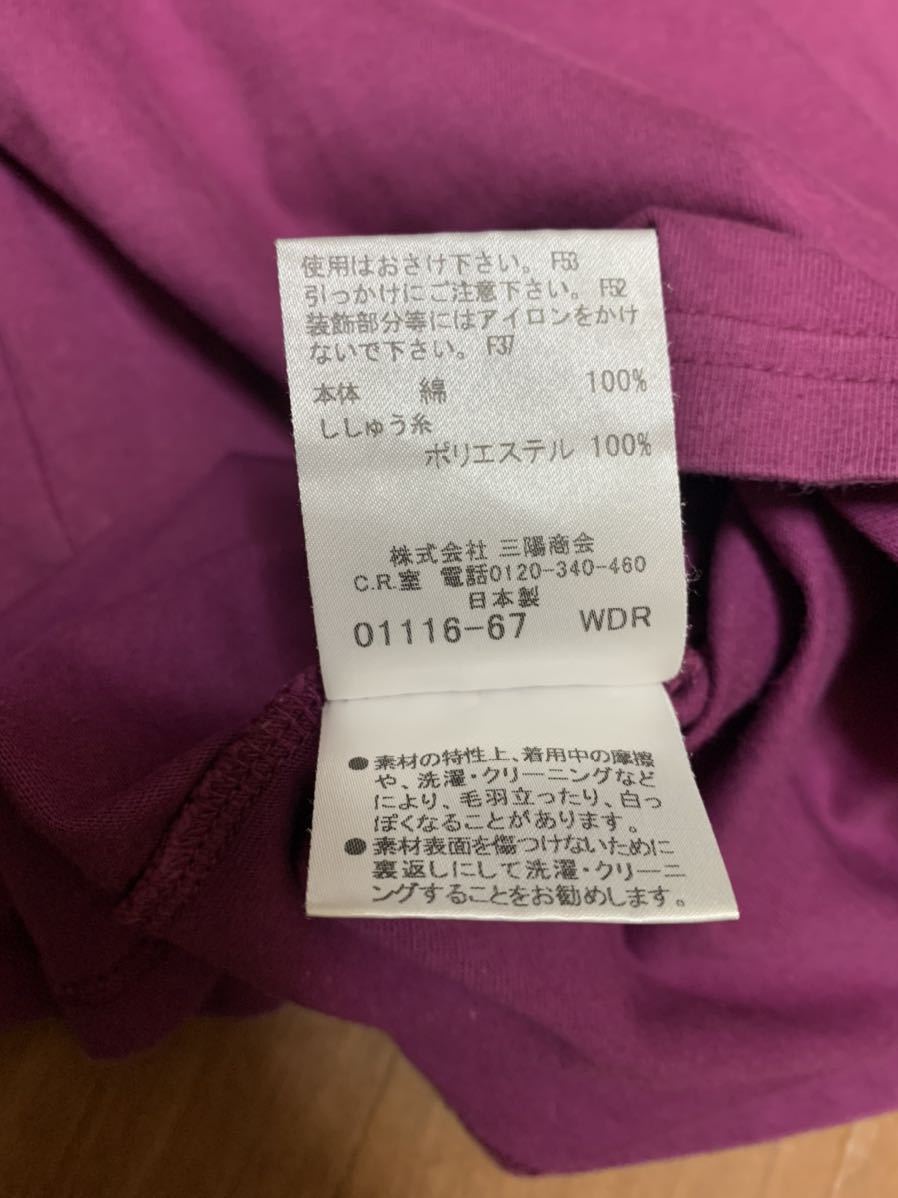 使用はおさけ下さい。 F53
引っかけにご注意下さい。 F52
装飾部分等にはアイロンをかけ
ないで下さい。 F37
本体 綿 100%
ししゅう糸
ポリエステル 100%
株式会社 三陽商会
C.R.室 電話0120-340-460
日本製
01116-67 WDR
●素材の特性上、着用中の摩擦
や、洗濯・クリーニングなど
により、毛羽立ったり、白っ
ぽくなることがあります。
●素材表面を傷つけないために
裏返しにして洗濯・クリーニ
ングすることをお勧めします。